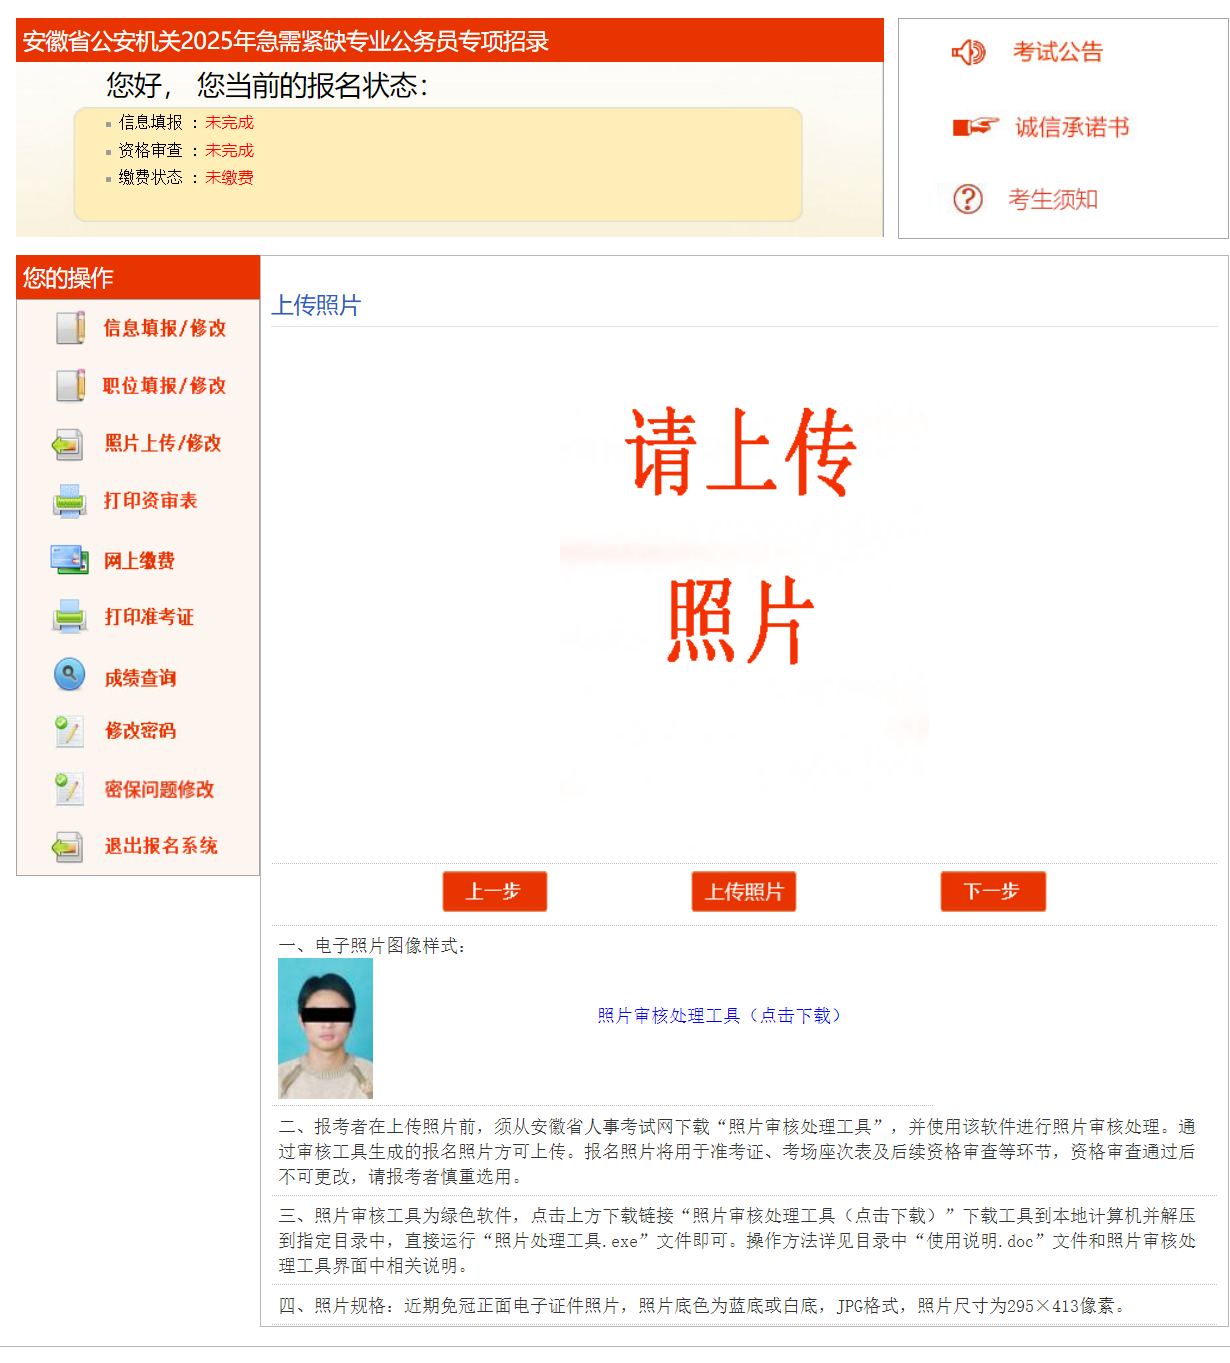 安徽省公安机关2025年急需紧缺专业公务员专项招录
您好， 您当前的报名状态：
信息填报 ：未完成
资格审查 ：未完成
缴费状态 ：未缴费
考试公告
诚信承诺书
考生须知
您的操作
信息填报/修改
职位填报/修改
照片上传/修改
打印资审表
网上缴费
打印准考证
成绩查询
修改密码
密保问题修改
退出报名系统
上传照片
请上传
照片
上一步
上传照片
下一步
一、电子照片图像样式：
照片审核处理工具（点击下载）
二、报考者在上传照片前，须从安徽省人事考试网下载“照片审核处理工具”，并使用该软件进行照片审核处理。通
过审核工具生成的报名照片方可上传。报名照片将用于准考证、考场座次表及后续资格审查等环节，资格审查通过后
不可更改，请报考者慎重选用。
三、照片审核工具为绿色软件，点击上方下载链接“照片审核处理工具（点击下载）”下载工具到本地计算机并解压
到指定目录中，直接运行“照片处理工具.exe”文件即可。操作方法详见目录中“使用说明.doc”文件和照片审核处
理工具界面中相关说明。
四、照片规格：近期免冠正面电子证件照片，照片底色为蓝底或白底，JPG格式，照片尺寸为295×413像素。